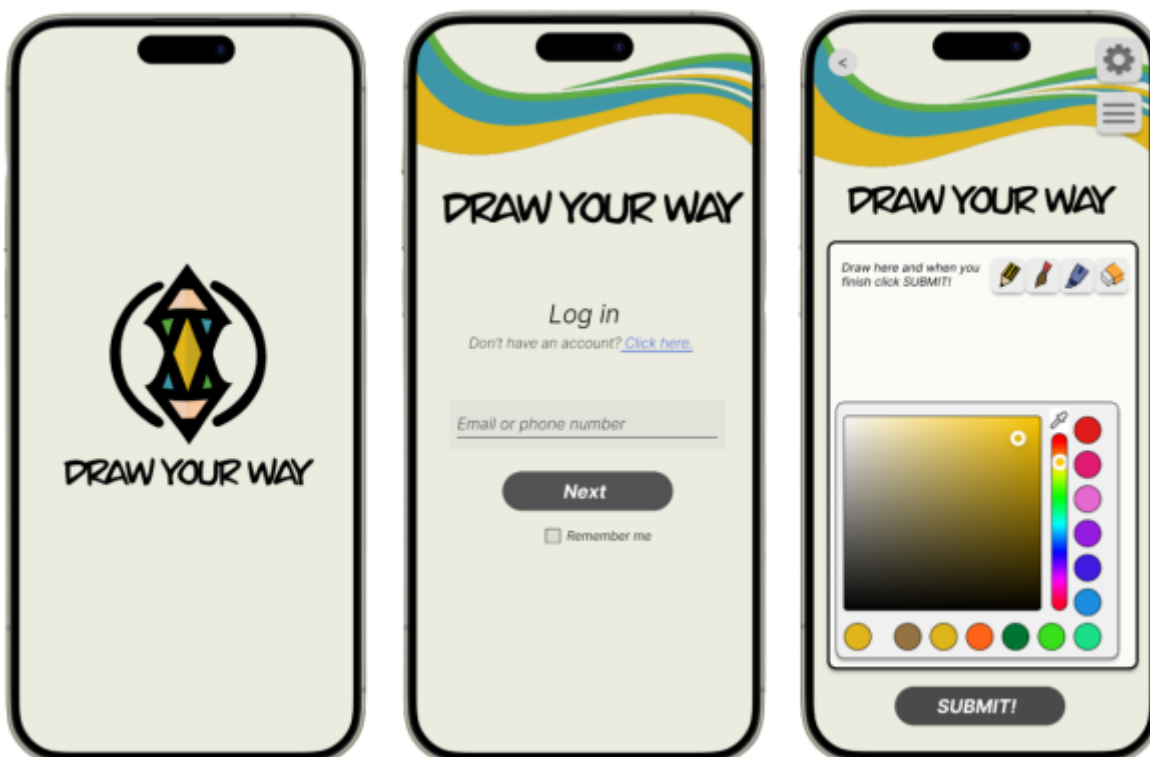 DRAW YOUR WAY
DRAW YOUR WAY
Log in
Don't have an account? Click here.
Email or phone number
Next
Remember me
<
DRAW YOUR WAY
Draw here and when you
finish click SUBMIT!
SUBMIT!